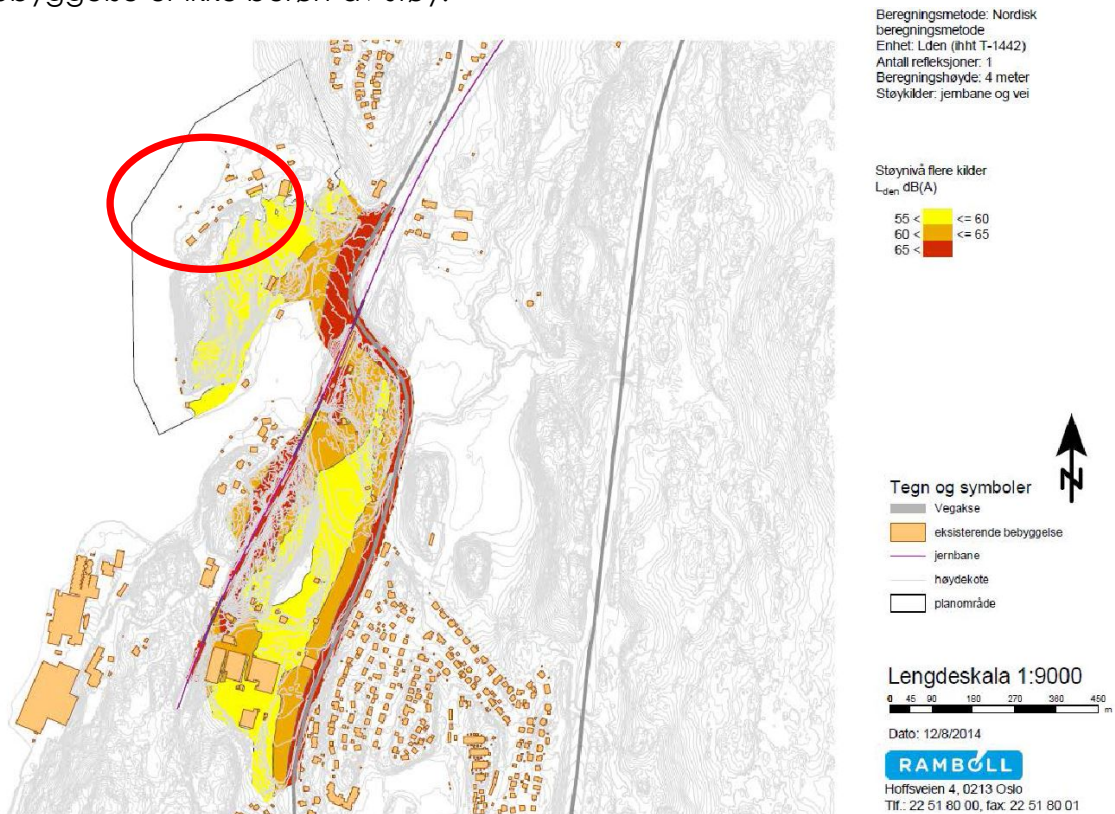 Beregningsmetode: Nordisk
beregningsmetode
Enhet: Lden (ihht T-1442)
Antall refleksjoner: 1
Beregningshøyde: 4 meter
Støykilder: jernbane og vei
Støynivå flere kilder
Lden dB(A)
55 < <= 60
60 < <= 65
65 <
N
Tegn og symboler
Vegakse
eksisterende bebyggelse
jernbane
høydekote
planområde
Lengdeskala 1:9000
0 45 90 180 270 360 450
m
Dato: 12/8/2014
RAMBOLL
Hoffsveien 4, 0213 Oslo
Tlf.: 22 51 80 00, fax: 22 51 80 01